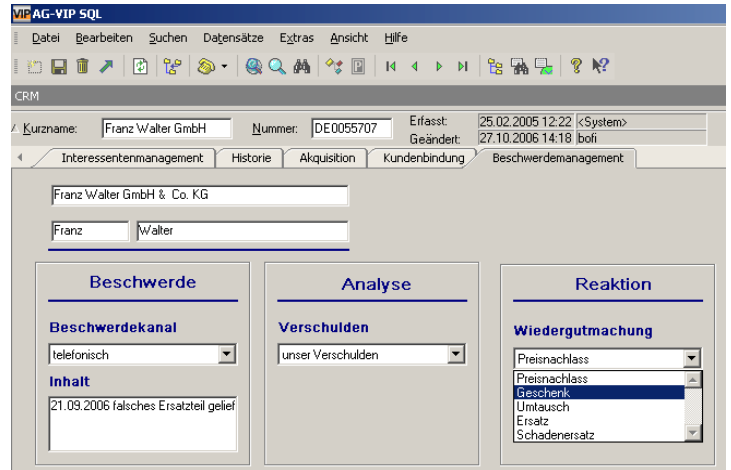 VIP AG-VIP SQL
Datei Bearbeiten Suchen Datensätze Extras Ansicht Hilfe
CRM
Kurzname: Franz Walter GmbH Nummer: DE0055707 Erfasst: 25.02.2005 12:22 <System>
Geändert: 27.10.2006 14:18 bofi
Interessentenmanagement Historie Akquisition Kundenbindung Beschwerdemanagement
Franz Walter GmbH & Co. KG
Franz Walter
Beschwerde Analyse Reaktion
Beschwerdekanal Verschulden Wiedergutmachung
telefonisch unser Verschulden Preisnachlass
Inhalt
21.09.2006 falsches Ersatzteil gelief
Preisnachlass
Geschenk
Umtausch
Ersatz
Schadenersatz